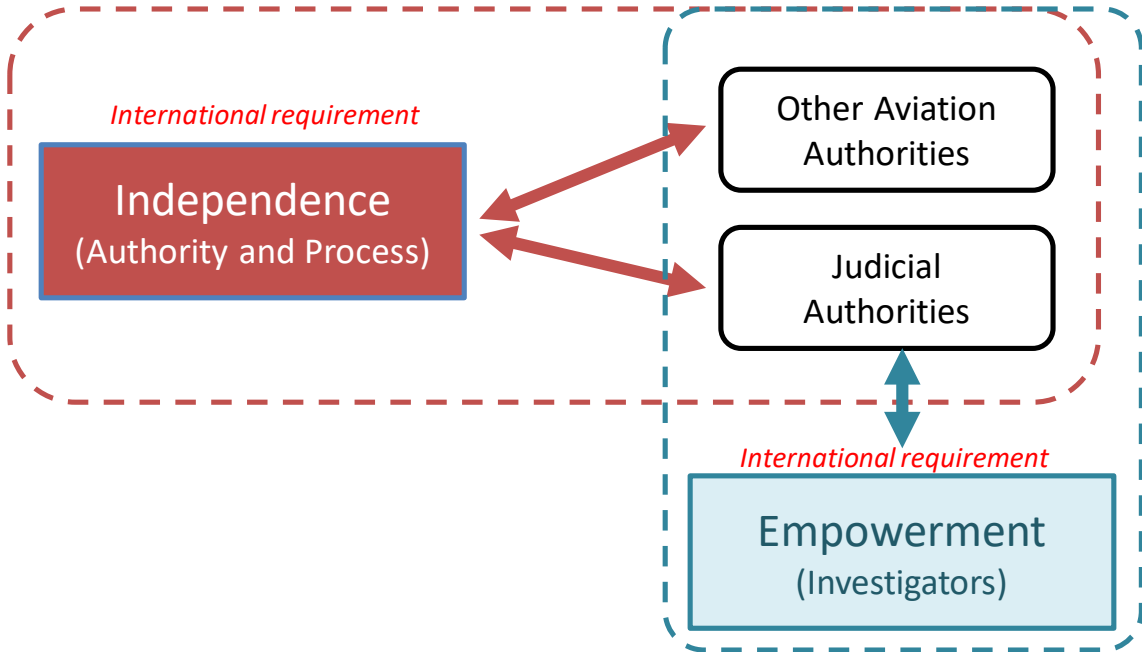 International requirement
Independence
(Authority and Process)
Other Aviation
Authorities
Judicial
Authorities
International requirement
Empowerment
(Investigators)